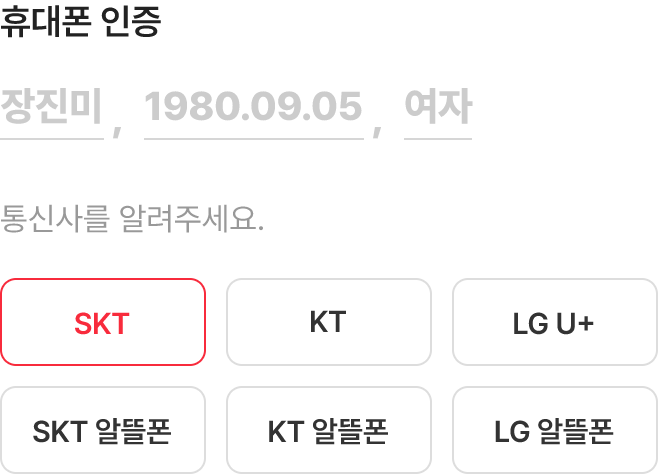 휴대폰 인증
장진미, 1980.09.05, 여자
통신사를 알려주세요.
SKT KT LG U+
SKT 알뜰폰 KT 알뜰폰 LG 알뜰폰